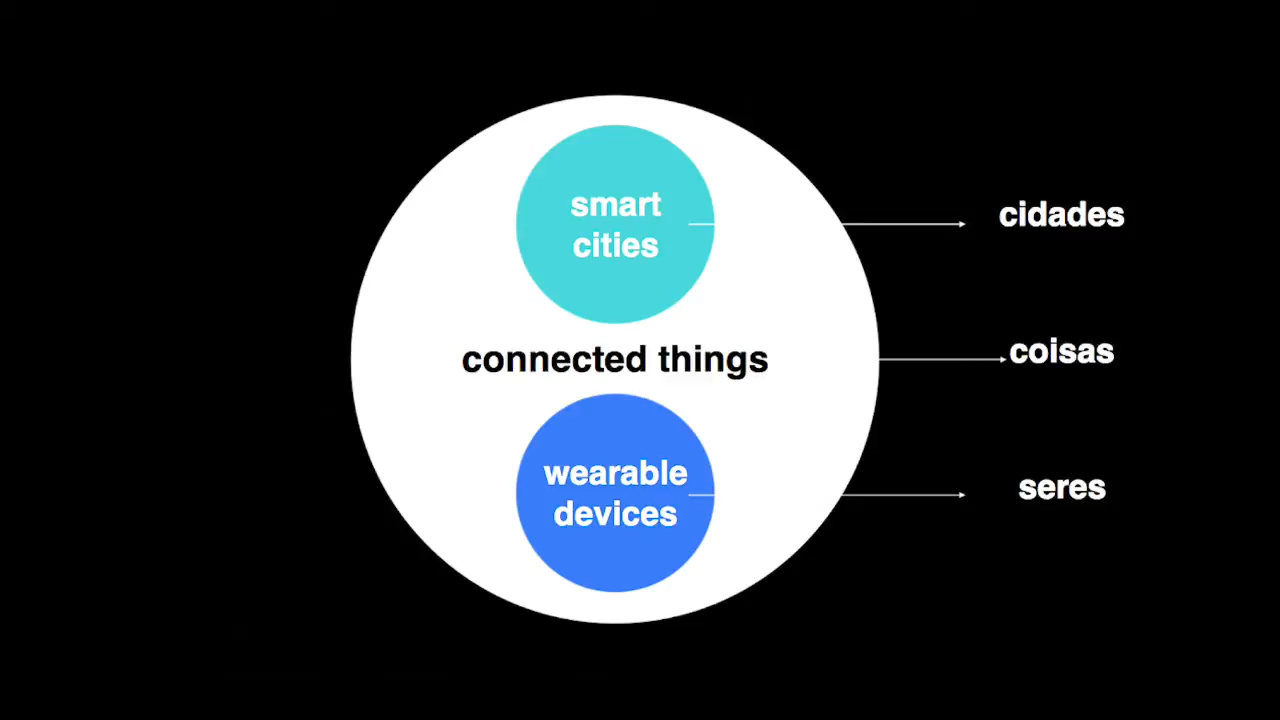 smart
cities
cidades
connected things
coisas
wearable
devices
seres